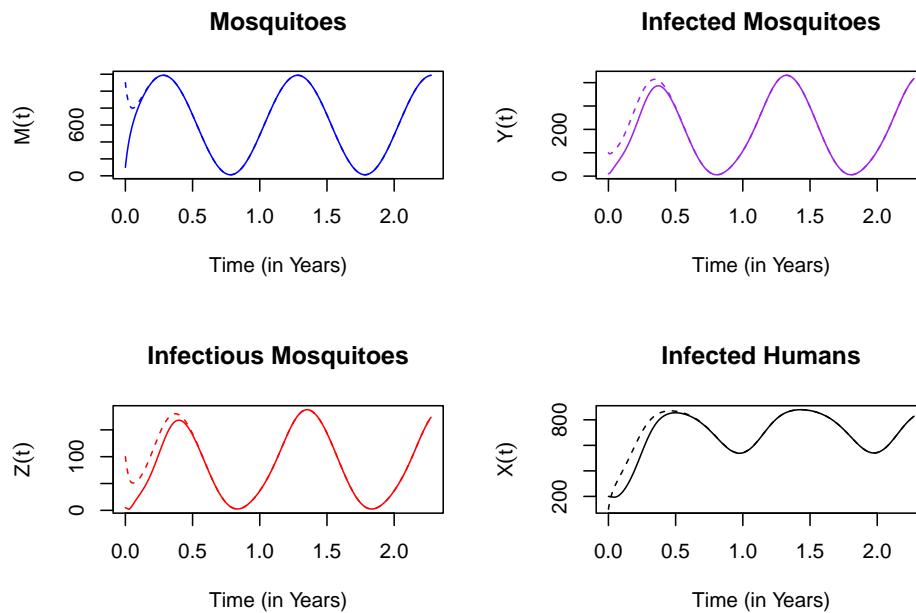 Mosquitoes
M(t)
600
0
0.0 0.5 1.0 1.5 2.0
Time (in Years)
Infected Mosquitoes
Y(t)
200
0
0.0 0.5 1.0 1.5 2.0
Time (in Years)
Infectious Mosquitoes
Z(t)
100
0
0.0 0.5 1.0 1.5 2.0
Time (in Years)
Infected Humans
X(t)
800
200
0.0 0.5 1.0 1.5 2.0
Time (in Years)